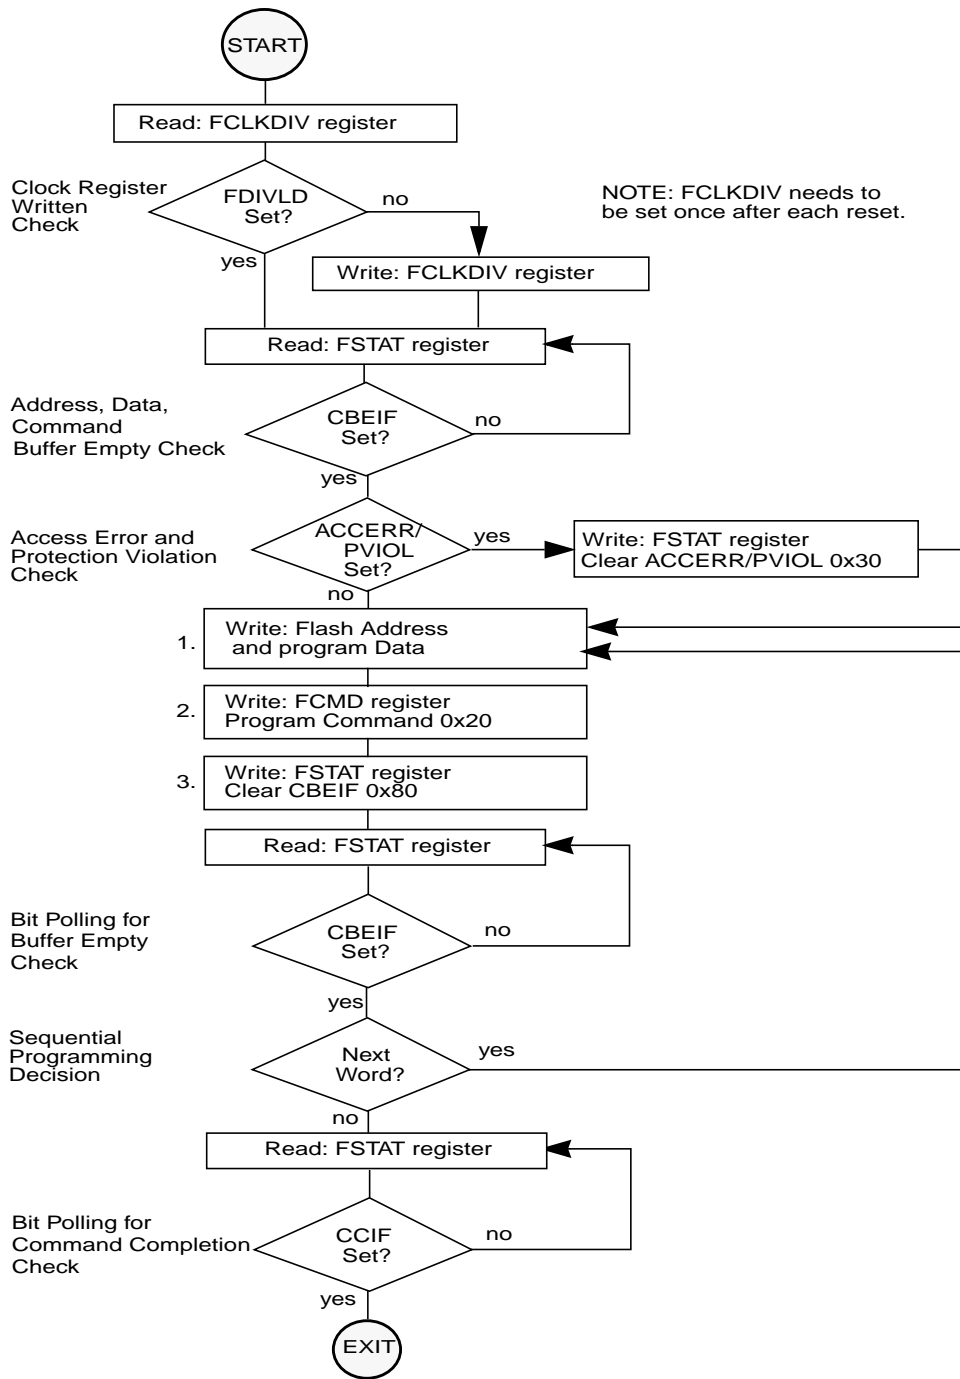 START
Read: FCLKDIV register
Clock Register
Written
Check
FDIVLD
Set?
no
yes
NOTE: FCLKDIV needs to
be set once after each reset.
Write: FCLKDIV register
Read: FSTAT register
Address, Data,
Command
Buffer Empty Check
CBEIF
Set?
no
yes
Access Error and
Protection Violation
Check
ACCERR/
PVIOL
Set?
yes
no
Write: FSTAT register
Clear ACCERR/PVIOL 0x30
1.
Write: Flash Address
and program Data
2.
Write: FCMD register
Program Command 0x20
3.
Write: FSTAT register
Clear CBEIF 0x80
Read: FSTAT register
Bit Polling for
Buffer Empty
Check
CBEIF
Set?
no
yes
Sequential
Programming
Decision
Next
Word?
yes
no
Read: FSTAT register
Bit Polling for
Command Completion
Check
CCIF
Set?
no
yes
EXIT